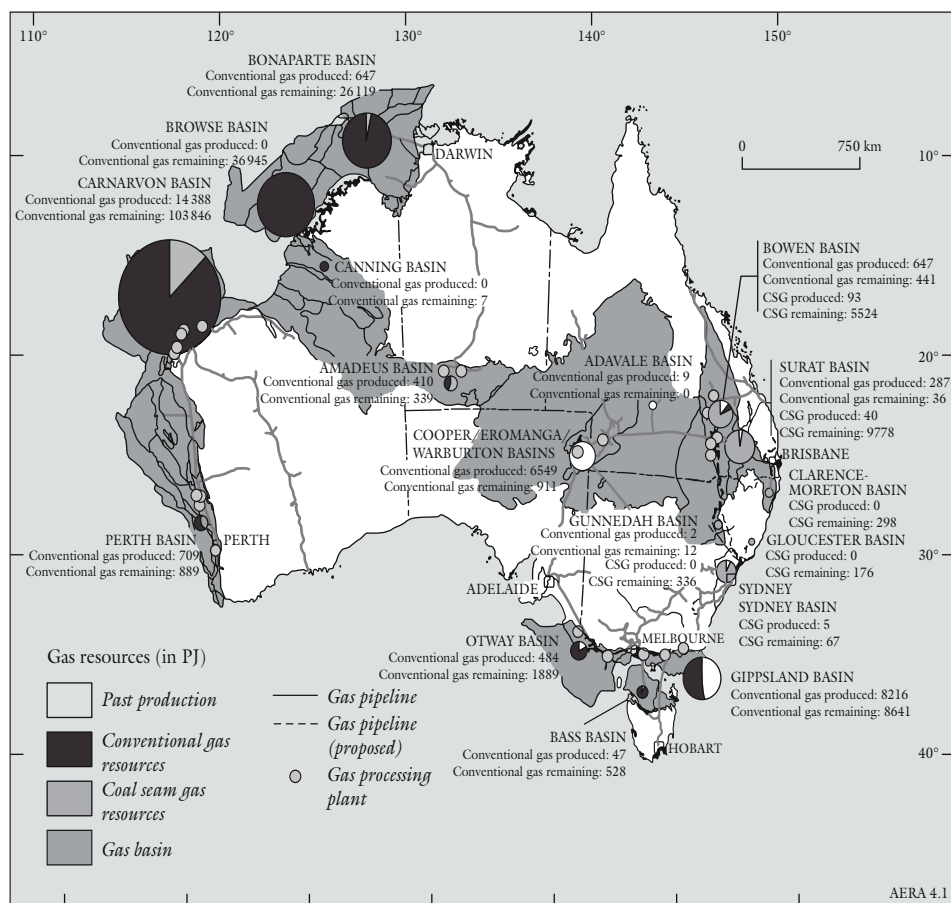 110°
120°
130°
140°
150°
BONAPARTE BASIN
Conventional gas produced: 647
Conventional gas remaining: 26 119
BROWSE BASIN
Conventional gas produced: 0
Conventional gas remaining: 36 945
CARNARVON BASIN
Conventional gas produced: 14 388
Conventional gas remaining: 103 846
DARWIN
0
750 km
10°
CANNING BASIN
Conventional gas produced: 0
Conventional gas remaining: 7
BOWEN BASIN
Conventional gas produced: 647
Conventional gas remaining: 441
CSG produced: 93
CSG remaining: 5524
20°
AMADEUS BASIN
Conventional gas produced: 410
Conventional gas remaining: 339
ADAVALE BASIN
Conventional gas produced: 9
Conventional gas remaining: 0
SURAT BASIN
Conventional gas produced: 287
Conventional gas remaining: 36
CSG produced: 40
CSG remaining: 9778
COOPER/EROMANGA/
WARBURTON BASINS
Conventional gas produced: 6549
Conventional gas remaining: 911
BRISBANE
CLARENCE-
MORETON BASIN
CSG produced: 0
CSG remaining: 298
GUNNEDAH BASIN
Conventional gas produced: 2
Conventional gas remaining: 12
CSG produced: 0
CSG remaining: 336
GLOUCESTER BASIN
CSG produced: 0
CSG remaining: 176
30°
PERTH BASIN
Conventional gas produced: 709
Conventional gas remaining: 889
PERTH
ADELAIDE
SYDNEY
SYDNEY BASIN
CSG produced: 5
CSG remaining: 67
OTWAY BASIN
Conventional gas produced: 484
Conventional gas remaining: 1889
MELBOURNE
GIPPSLAND BASIN
Conventional gas produced: 8216
Conventional gas remaining: 8641
BASS BASIN
Conventional gas produced: 47
Conventional gas remaining: 528
HOBART
40°
Gas resources (in PJ)
Past production
Conventional gas
resources
Coal seam gas
resources
Gas basin
Gas pipeline
Gas pipeline
(proposed)
Gas processing
plant
AERA 4.1